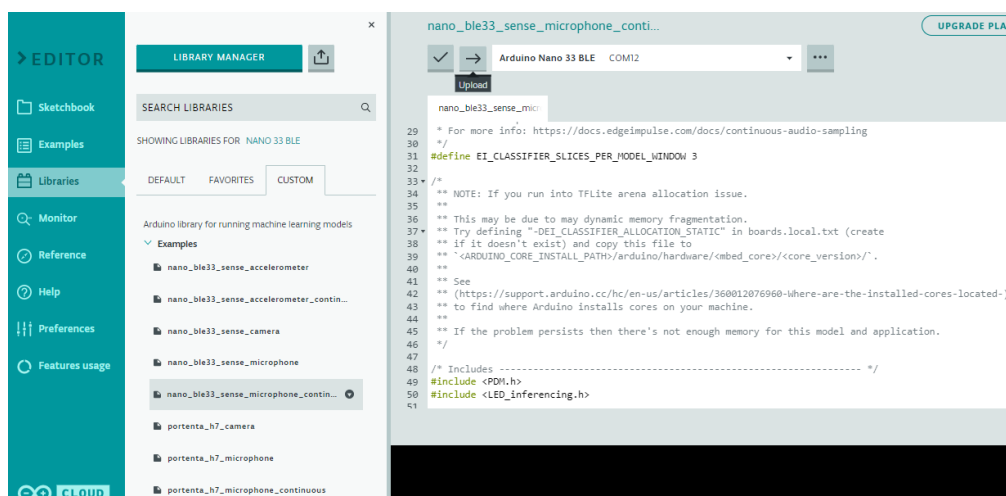 EDITOR
Sketchbook
Examples
Libraries
Monitor
Reference
Help
Preferences
Features usage
CLOUD
×
LIBRARY MANAGER
SEARCH LIBRARIES
SHOWING LIBRARIES FOR NANO 33 BLE
DEFAULT FAVORITES CUSTOM
Arduino library for running machine learning models
Examples
nano_ble33_sense_accelerometer
nano_ble33_sense_accelerometer_contin...
nano_ble33_sense_camera
nano_ble33_sense_microphone
nano_ble33_sense_microphone_contin...
portenta_h7_camera
portenta_h7_microphone
portenta_h7_microphone_continuous
nano_ble33_sense_microphone_conti...
UPGRADE PLA
Arduino Nano 33 BLE COM12
Upload
nano_ble33_sense_micr
29 * For more info: https://docs.edgeimpulse.com/docs/continuous-audio-sampling
30 */
31 #define EI_CLASSIFIER_SLICES_PER_MODEL_WINDOW 3
32
33 /*
34 ** NOTE: If you run into TFLite arena allocation issue.
35 **
36 ** This may be due to may dynamic memory fragmentation.
37 ** Try defining "-DEI_CLASSIFIER_ALLOCATION_STATIC" in boards.local.txt (create
38 ** if it doesn't exist) and copy this file to
39 ** `<ARDUINO_CORE_INSTALL_PATH>/arduino/hardware/<mbed_core>/<core_version>/`.
40 **
41 ** See
42 ** (https://support.arduino.cc/hc/en-us/articles/360012076960-Where-are-the-installed-cores-located-)
43 ** to find where Arduino installs cores on your machine.
44 **
45 ** If the problem persists then there's not enough memory for this model and application.
46 */
47
48 /* Includes ---------------------------------------------------------------- */
49 #include <PDM.h>
50 #include <LED_inferencing.h>
51